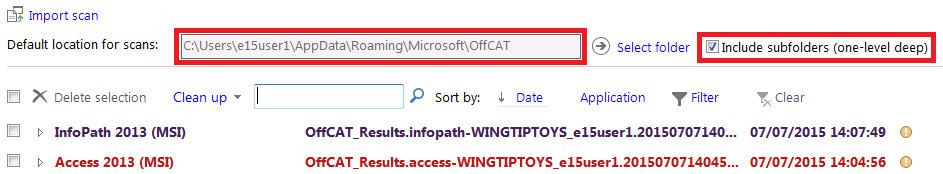 Import scan
Default location for scans: C:\Users\e15user1\AppData\Roaming\Microsoft\OffCAT Select folder Include subfolders (one-level deep)
Delete selection Clean up Sort by: Date Application Filter Clear
InfoPath 2013 (MSI) OffCAT_Results.infopath-WINGTIPTOYS_e15user1.20150707140... 07/07/2015 14:07:49
Access 2013 (MSI) OffCAT_Results.access-WINGTIPTOYS_e15user1.201507071404​5... 07/07/2015 14:04:56